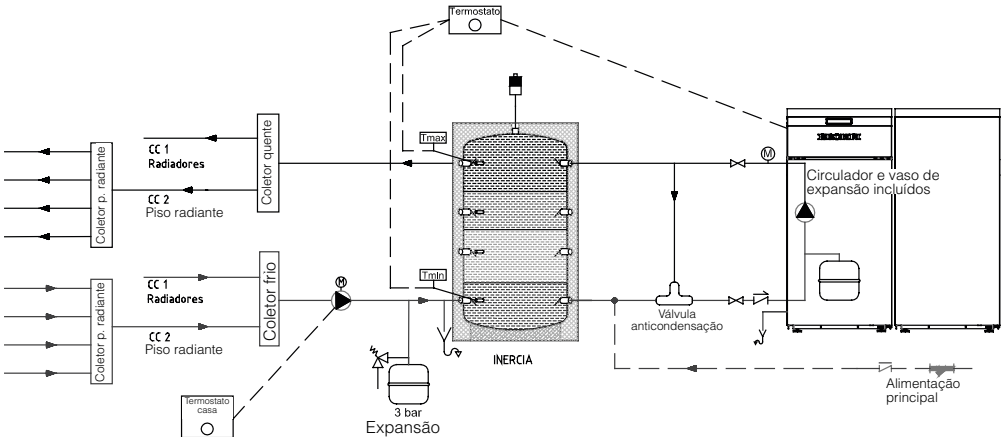 Termostato
Tmax
CC 1
Radiadores
Coletor quente
Coletor p. radiante
CC 2
Piso radiante
Circulador e vaso de
expansão incluídos
M
TmIn
CC 1
Radiadores
Coletor frio
Coletor p. radiante
M
CC 2
Piso radiante
Válvula
anticondensação
INERCIA
Alimentação
principal
Termostato
casa
3 bar
Expansão